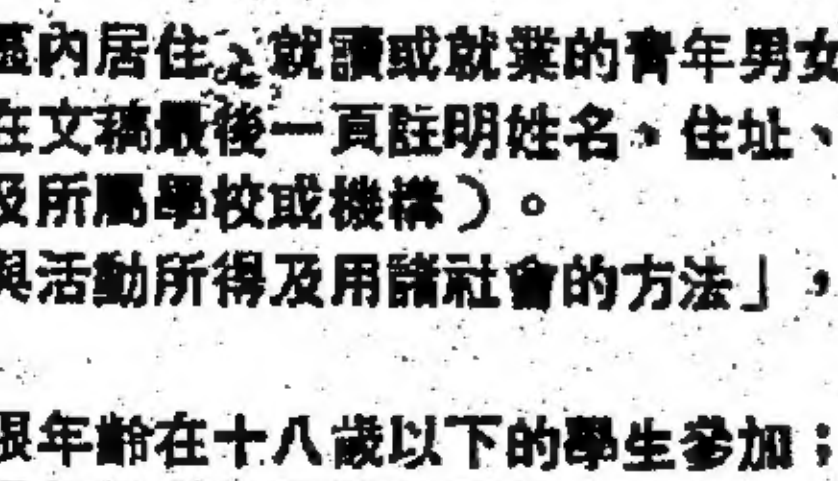 區內居住、就讀或就業的青年男女
在文稿最後一頁註明姓名、住址、
及所屬學校或機構)。
與活動所得及用諸社會的方法」，
限年齡在十八歲以下的學生參加；